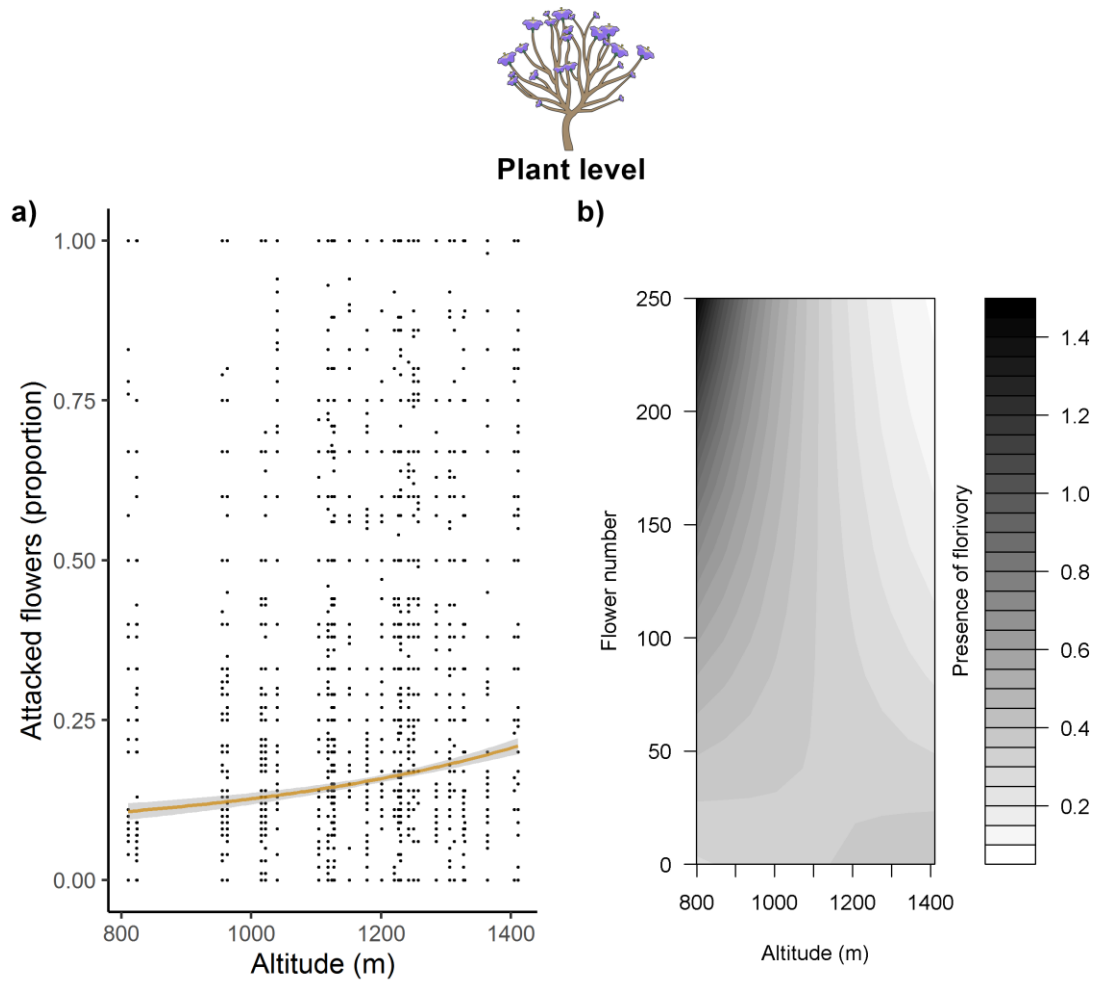 Plant level
a)
1.00
0.75
0.50
0.25
0.00
Attacked flowers (proportion)
800 1000 1200 1400
Altitude (m)
b)
250
200
150
100
50
0
Flower number
800 1000 1200 1400
Altitude (m)
Presence of florivory
1.4
1.2
1.0
0.8
0.6
0.4
0.2